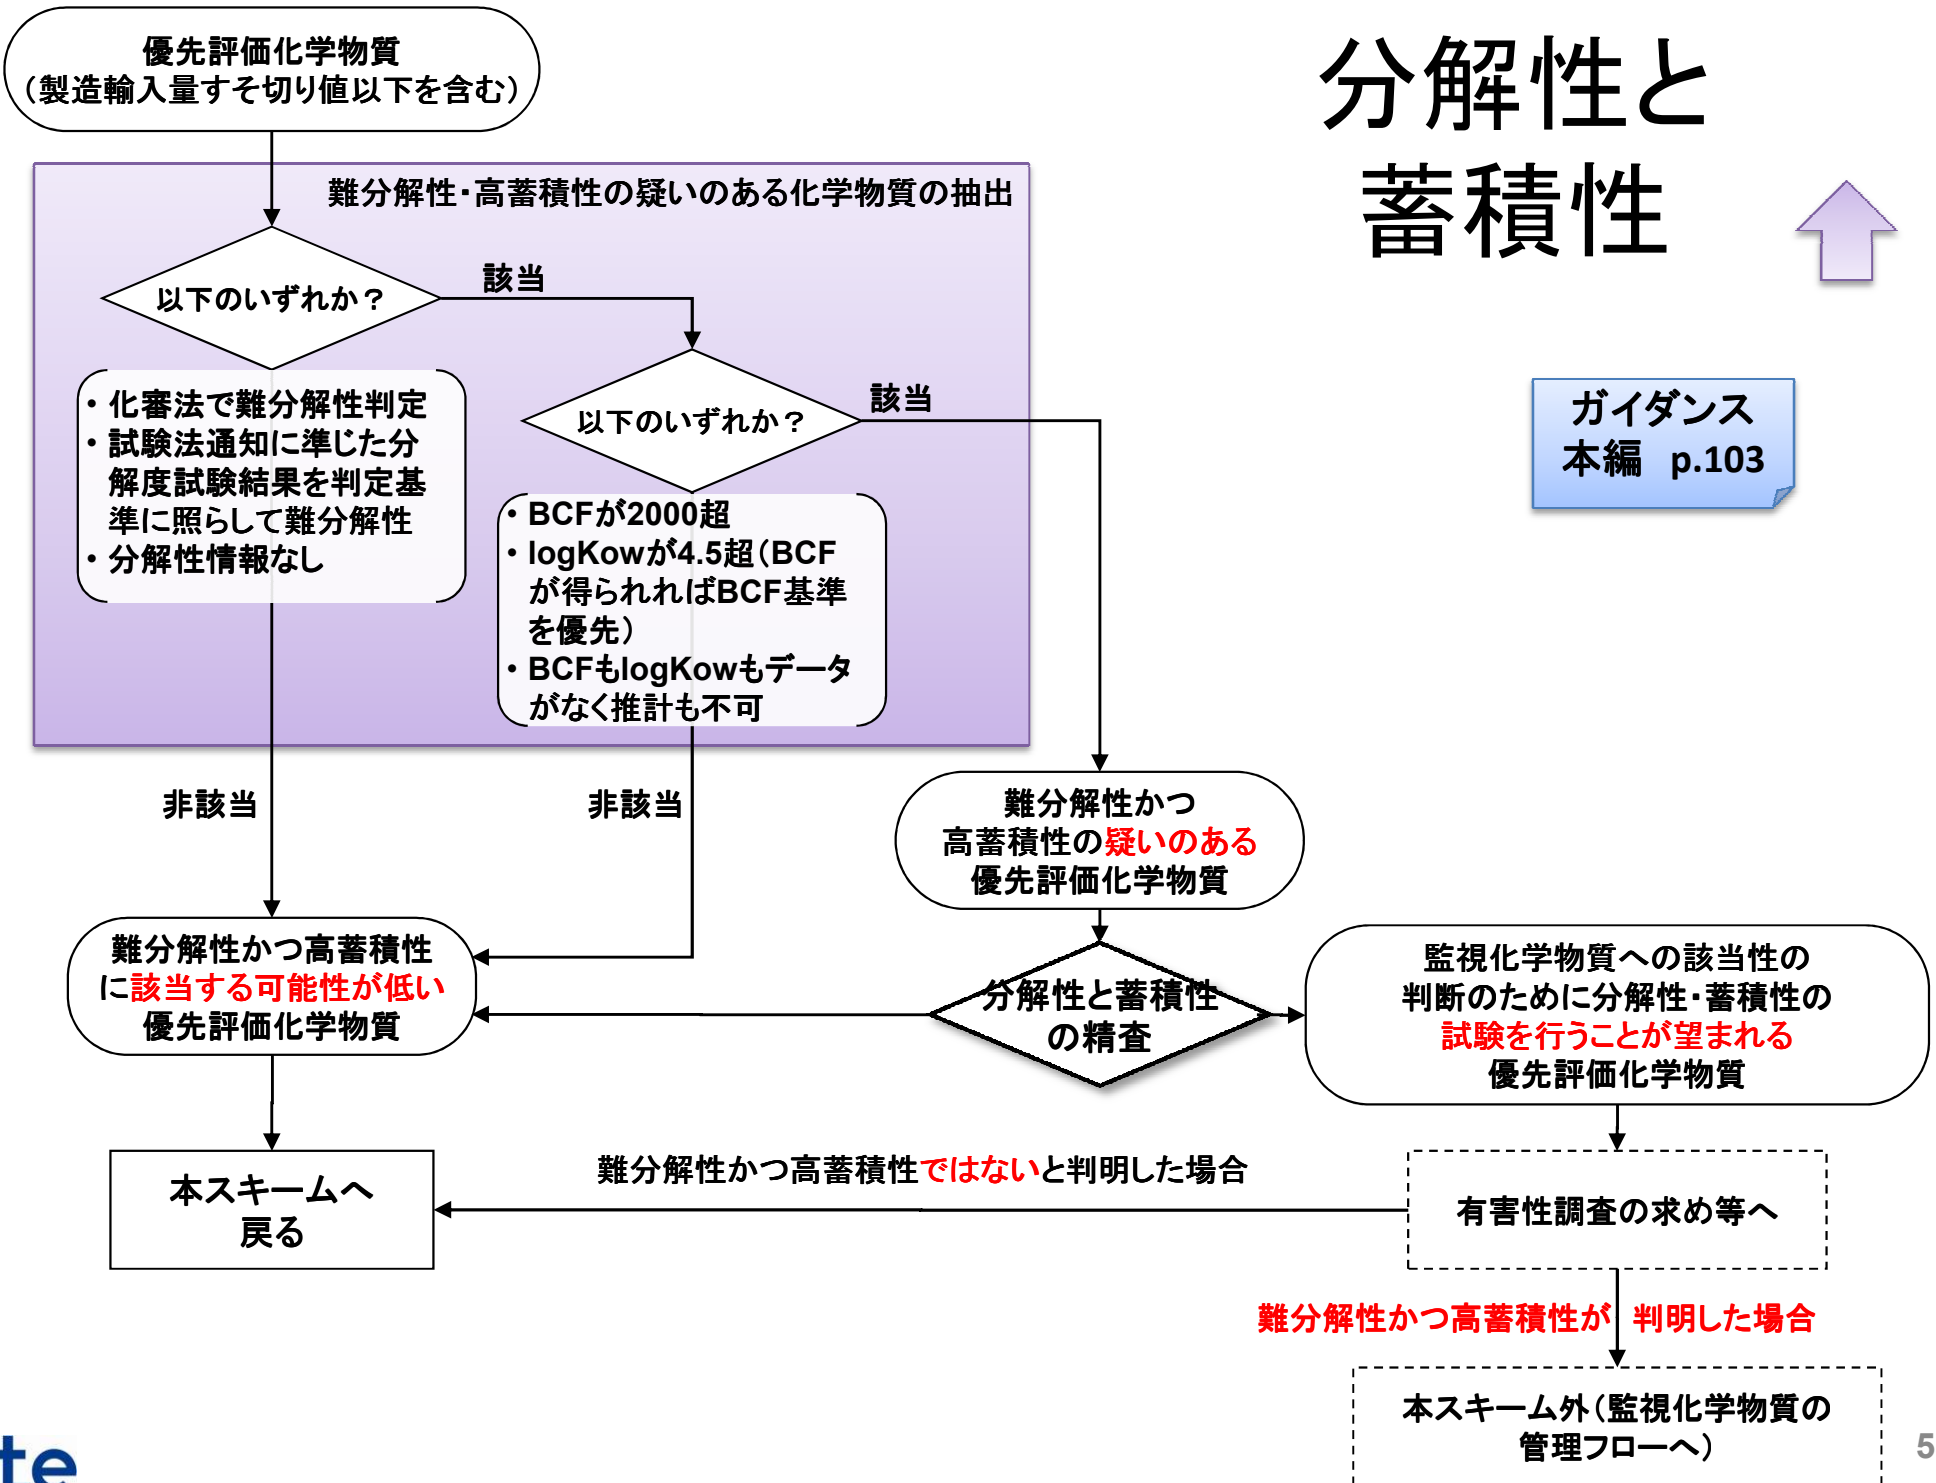 分解性と
蓄積性
優先評価化学物質
（製造輸入量すそ切り値以下を含む）
難分解性・高蓄積性の疑いのある化学物質の抽出
以下のいずれか？
該当
・化審法で難分解性判定
・試験法通知に準じた分
解度試験結果を判定基
準に照らして難分解性
・分解性情報なし
以下のいずれか？
該当
・BCFが2000超
・logKowが4.5超（BCF
が得られればBCF基準
を優先）
・BCFもlogKowもデータ
がなく推計も不可
ガイダンス
本編　p.103
非該当
非該当
難分解性かつ
高蓄積性の疑いのある
優先評価化学物質
難分解性かつ高蓄積性
に該当する可能性が低い
優先評価化学物質
分解性と蓄積性
の精査
監視化学物質への該当性の
判断のために分解性・蓄積性の
試験を行うことが望まれる
優先評価化学物質
本スキームへ
戻る
難分解性かつ高蓄積性ではないと判明した場合
有害性調査の求め等へ
難分解性かつ高蓄積性が　判明した場合
本スキーム外（監視化学物質の
管理フローへ）
te
5